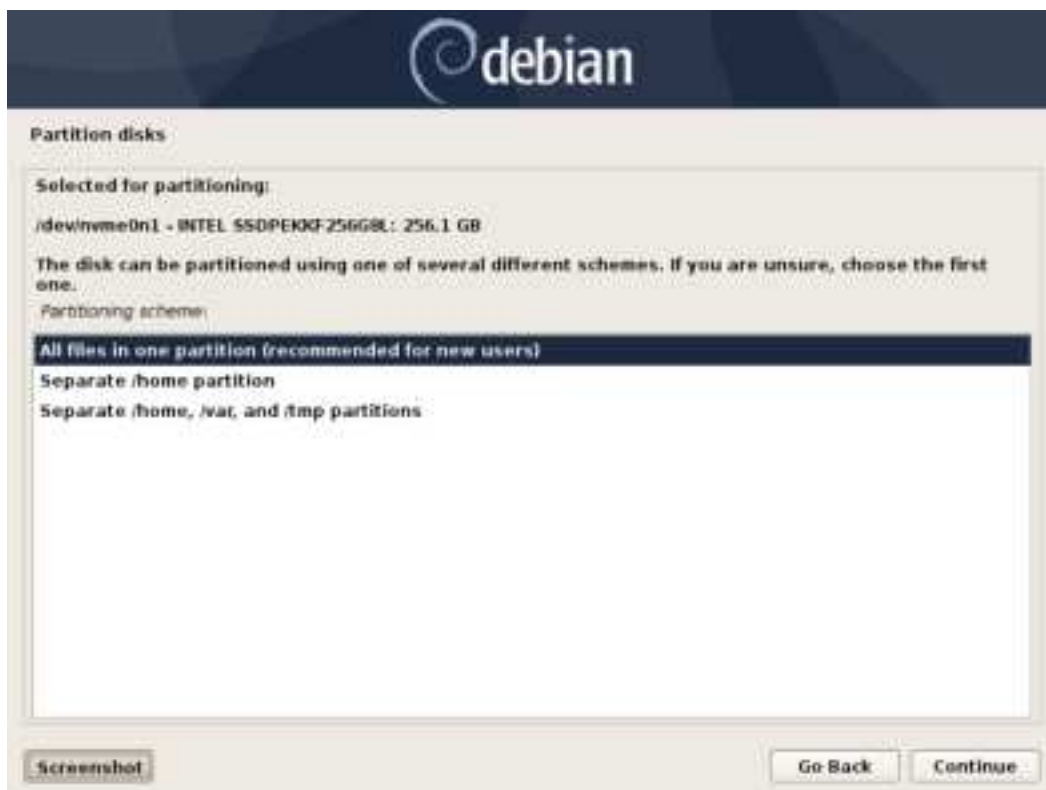 debian
Partition disks
Selected for partitioning:
/dev/nvme0n1 - INTEL SSDPEKKF256G8L: 256.1 GB
The disk can be partitioned using one of several different schemes. If you are unsure, choose the first
one.
Partitioning scheme:
All files in one partition (recommended for new users)
Separate /home partition
Separate /home, /var, and /tmp partitions
Screenshot
Go Back
Continue